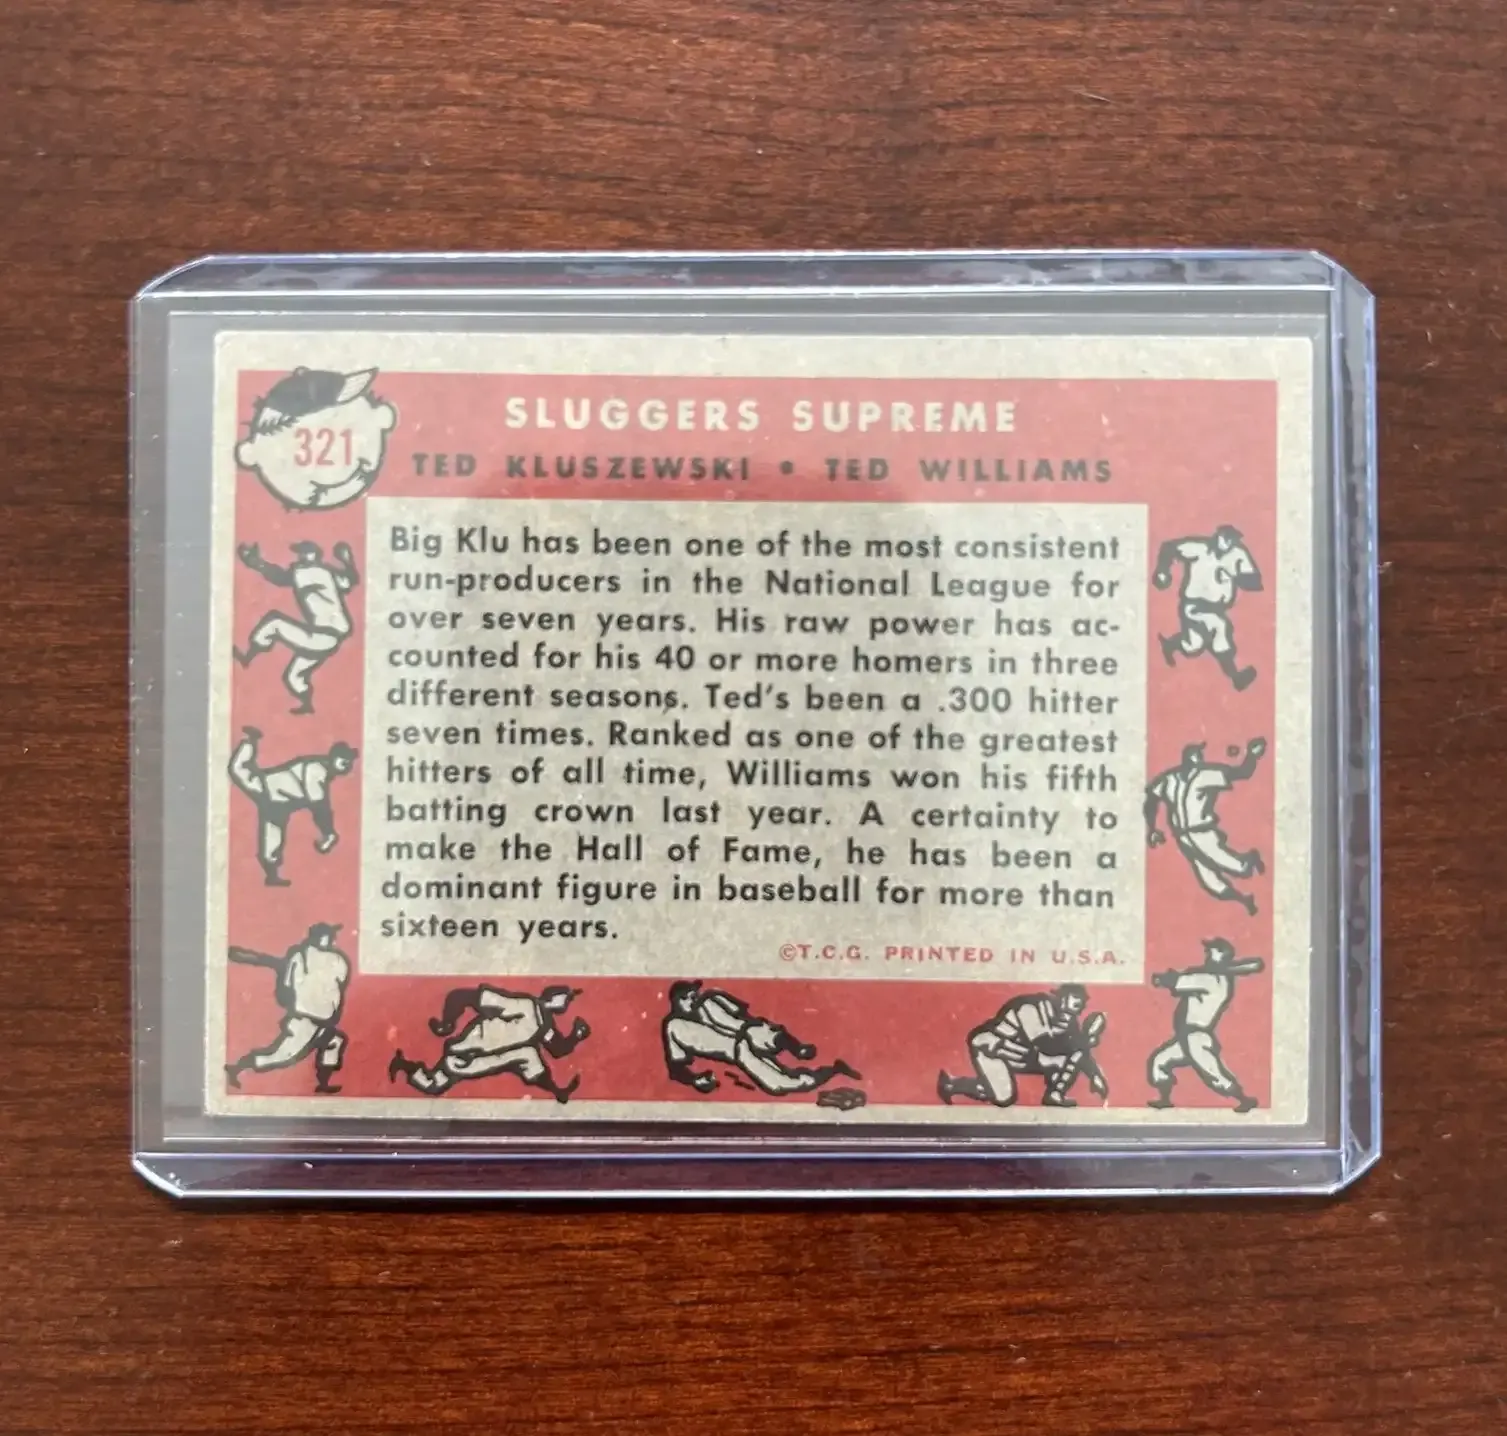 321
SLUGGERS SUPREME
TED KLUSZEWSKI • TED WILLIAMS
Big Klu has been one of the most consistent
run-producers in the National League for
over seven years. His raw power has ac-
counted for his 40 or more homers in three
different seasons. Ted's been a .300 hitter
seven times. Ranked as one of the greatest
hitters of all time, Williams won his fifth
batting crown last year. A certainty to
make the Hall of Fame, he has been a
dominant figure in baseball for more than
sixteen years.
©T.C.G. PRINTED IN U.S.A.